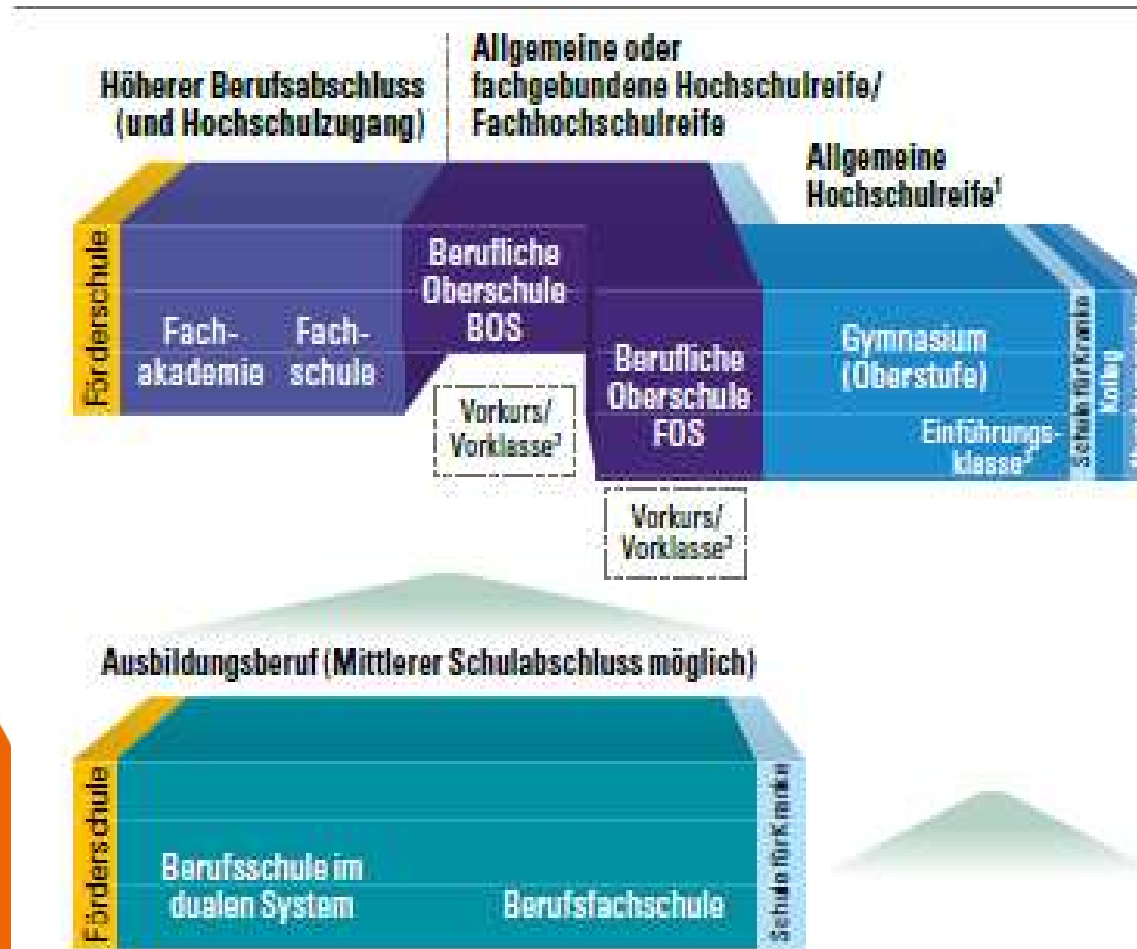 Höherer Berufsabschluss
(und Hochschulzugang)
Allgemeine oder
fachgebundene Hochschulreife/
Fachhochschulreife
Allgemeine
Hochschulreife¹
Förderschule
Fach-
akademie
Fach-
schule
Berufliche
Oberschule
BOS
Vorkurs/
Vorklasse²
Berufliche
Oberschule
FOS
Vorkurs/
Vorklasse²
Gymnasium
(Oberstufe)
Einführungs-
klasse³
Schule für Kranke
Kolleg
Ausbildungsberuf (Mittlerer Schulabschluss möglich)
Förderschule
Berufsschule im
dualen System
Berufsfachschule
Schule für Kranke